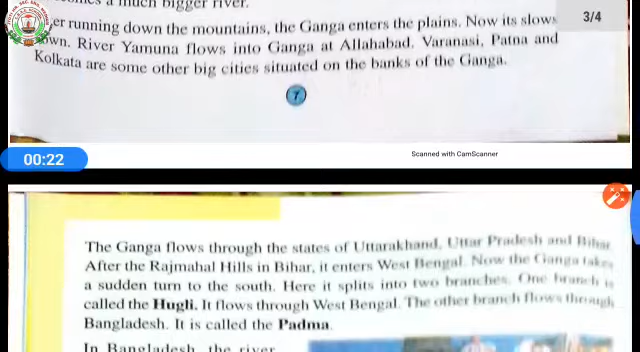 comes a much bigger river.
er running down the mountains, the Ganga enters the plains. Now its slows
own. River Yamuna flows into Ganga at Allahabad. Varanasi, Patna and
Kolkata are some other big cities situated on the banks of the Ganga.
7
3/4
00:22
Scanned with CamScanner
The Ganga flows through the states of Uttarakhand, Uttar Pradesh and Bihar.
After the Rajmahal Hills in Bihar, it enters West Bengal. Now the Ganga takes
a sudden turn to the south. Here it splits into two branches. One branch is
called the Hugli. It flows through West Bengal. The other branch flows through
Bangladesh. It is called the Padma.
In Bangladesh, the river